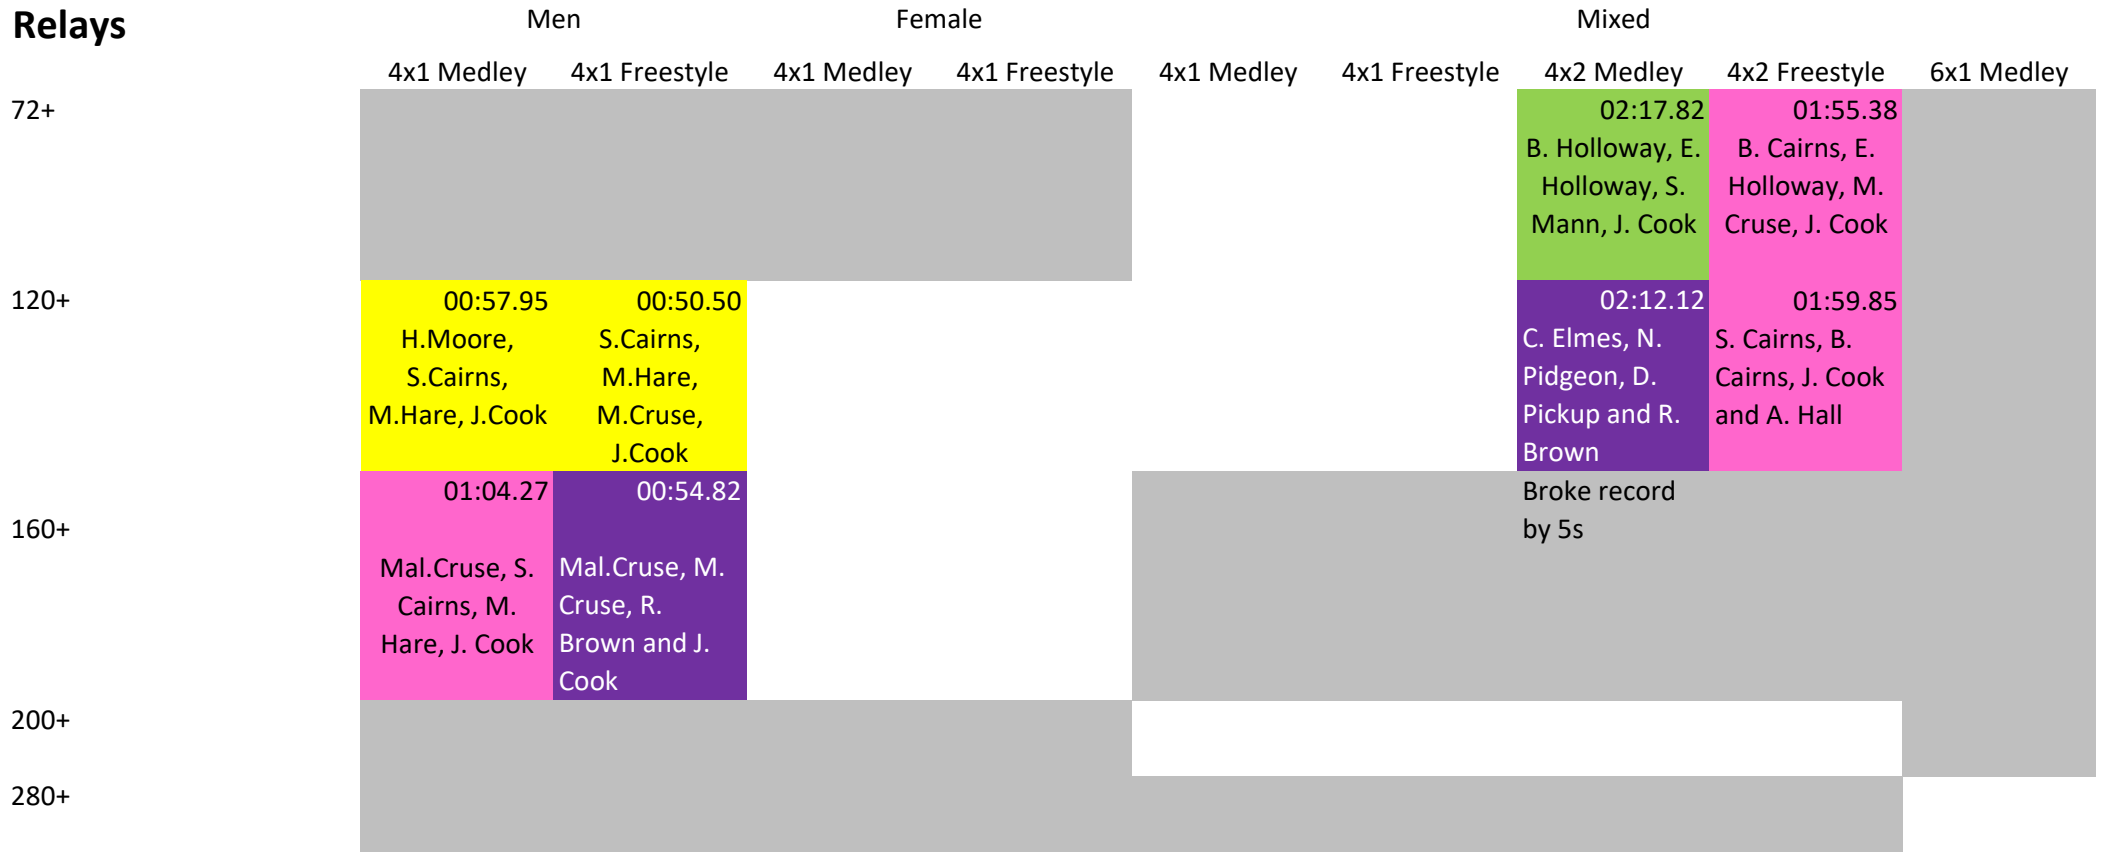 Relays
Men Female Mixed
4x1 Medley 4x1 Freestyle 4x1 Medley 4x1 Freestyle 4x1 Medley 4x1 Freestyle 4x2 Medley 4x2 Freestyle 6x1 Medley
72+
02:17.82
B. Holloway, E.
Holloway, S.
Mann, J. Cook
01:55.38
B. Cairns, E.
Holloway, M.
Cruse, J. Cook
120+
00:57.95
H.Moore,
S.Cairns,
M.Hare, J.Cook
00:50.50
S.Cairns,
M.Hare,
M.Cruse,
J.Cook
02:12.12
C. Elmes, N.
Pidgeon, D.
Pickup and R.
Brown
01:59.85
S. Cairns, B.
Cairns, J. Cook
and A. Hall
160+
01:04.27
Mal.Cruse, S.
Cairns, M.
Hare, J. Cook
00:54.82
Mal.Cruse, M.
Cruse, R.
Brown and J.
Cook
Broke record
by 5s
200+
280+